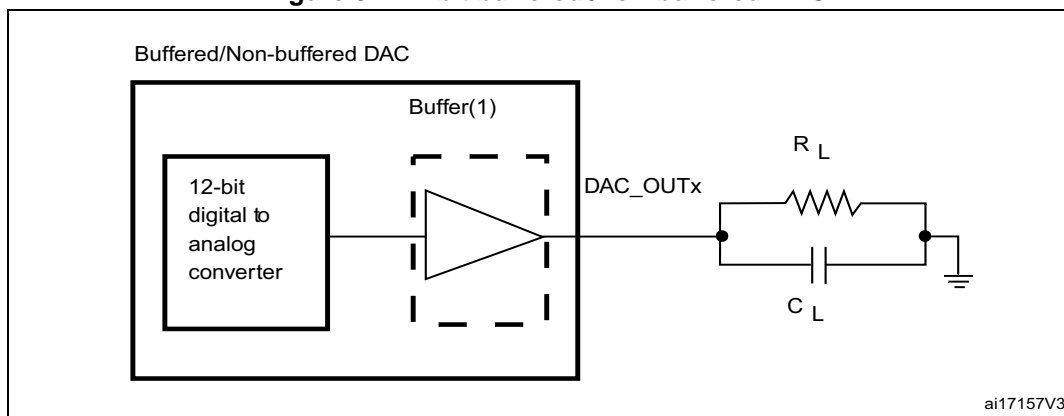 Buffered/Non-buffered DAC
Buffer(1)
12-bit
digital to
analog
converter
DAC_OUTx
R L
C L
ai17157V3